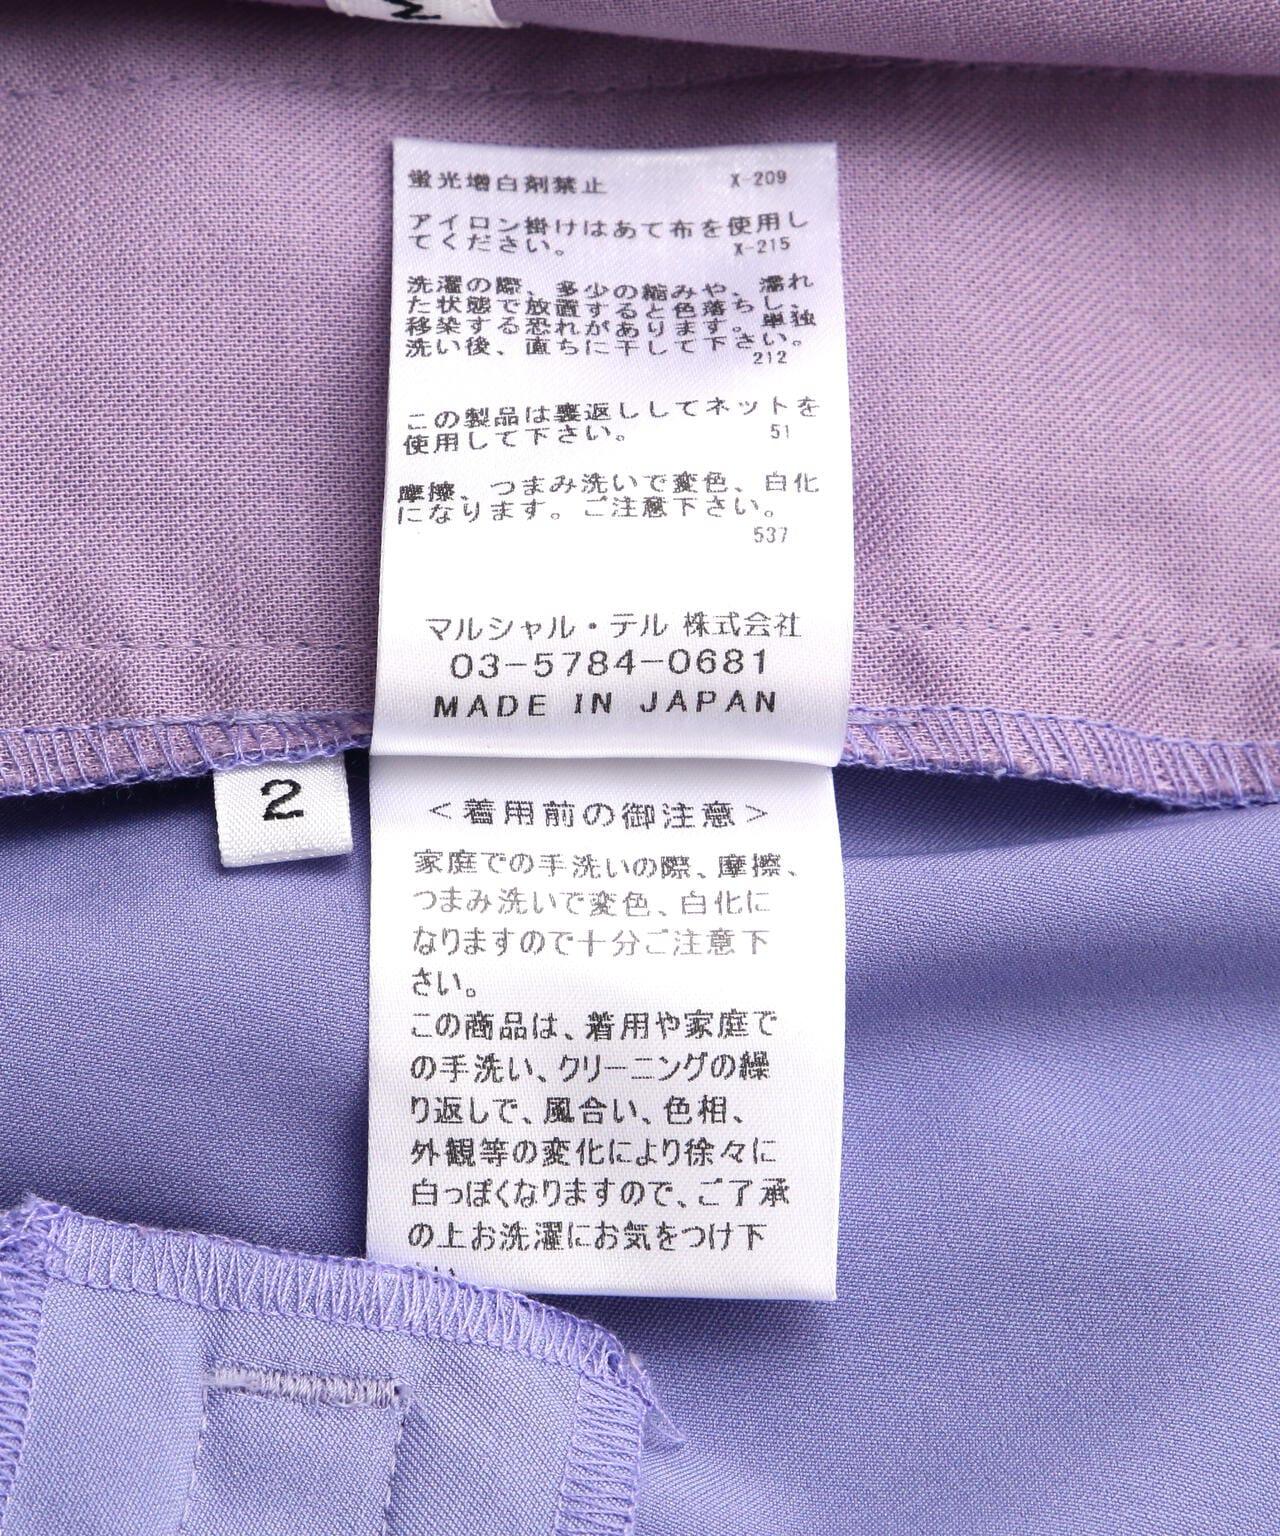 蛍光増白剤禁止 X-209
アイロン掛けはあて布を使用し
てください。 X-215
洗濯の際、多少の縮みや、濡れ
た状態で放置すると色落ちし、
移染する恐れがあります。単独
洗い後、直ちに干して下さい。
212
この製品は裏返ししてネットを
使用して下さい。 51
摩擦、つまみ洗いで変色、白化
になります。ご注意下さい。
537
マルシャル・テル 株式会社
03-5784-0681
MADE IN JAPAN
2
＜着用前の御注意＞
家庭での手洗いの際、摩擦、
つまみ洗いで変色、白化に
なりますので十分ご注意下
さい。
この商品は、着用や家庭で
の手洗い、クリーニングの繰
り返しで、風合い、色相、
外観等の変化により徐々に
白っぽくなりますので、ご了承
の上お洗濯にお気をつけ下